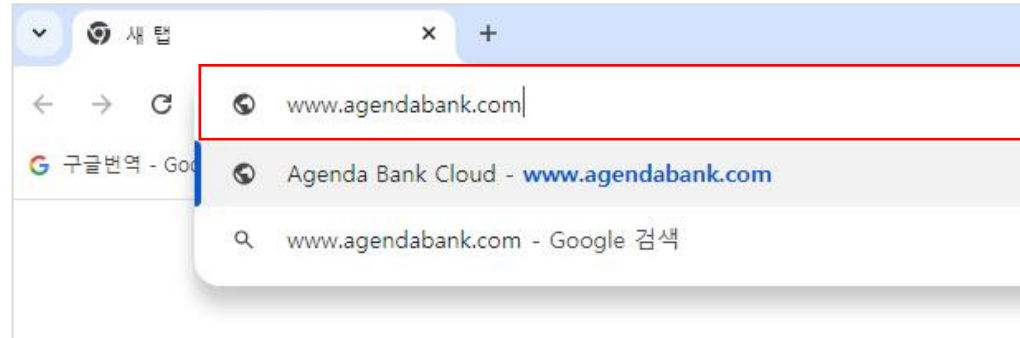 새 탭
www.agendabank.com
구글번역 - Goo
Agenda Bank Cloud - www.agendabank.com
www.agendabank.com - Google 검색